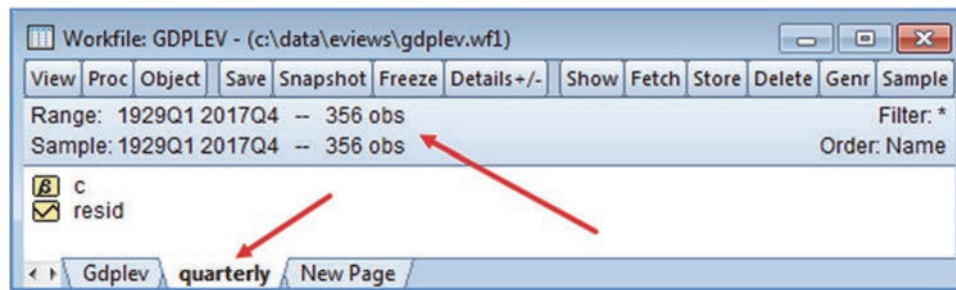 Workfile: GDPLEV - (c:\data\eviews\gdplev.wf1)
View Proc Object Save Snapshot Freeze Details+/- Show Fetch Store Delete Genr Sample
Range: 1929Q1 2017Q4 -- 356 obs Filter: *
Sample: 1929Q1 2017Q4 -- 356 obs Order: Name
β c
resid
Gdplev quarterly New Page